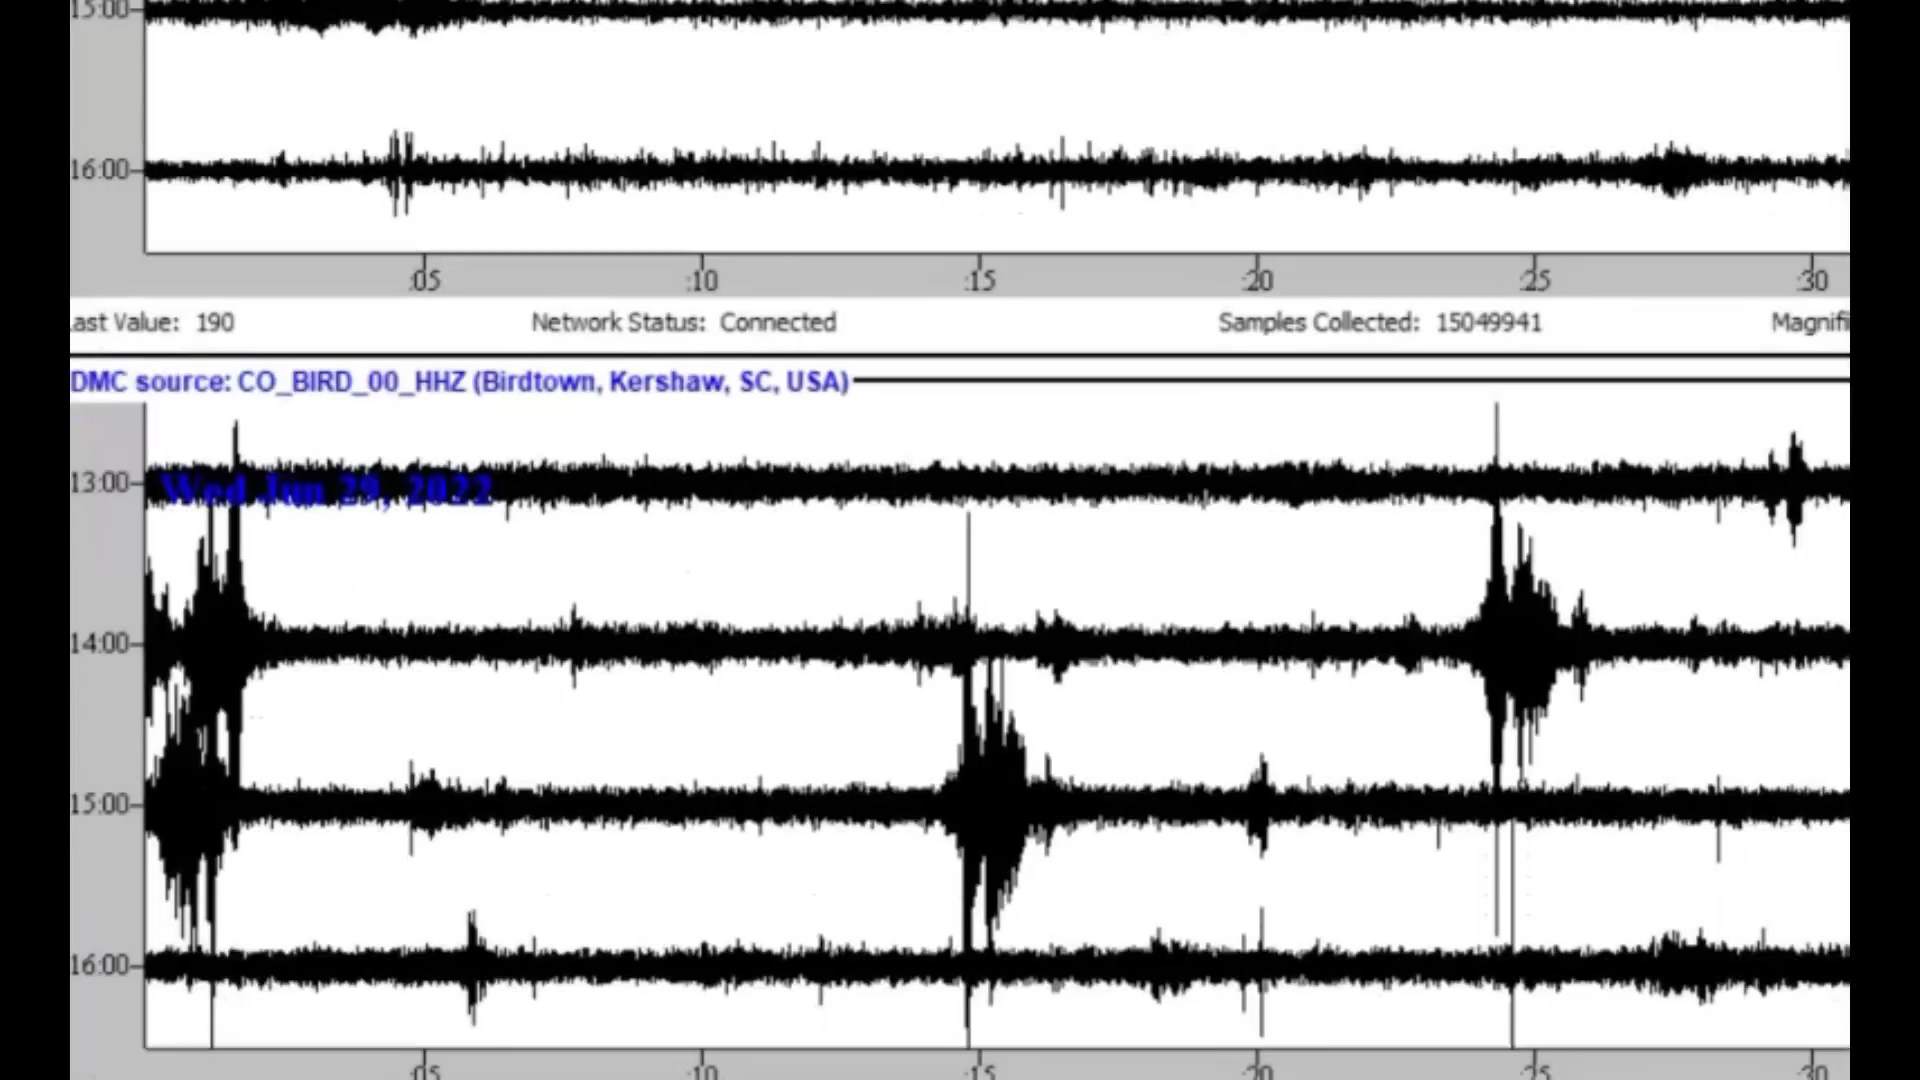 15:00
16:00
:05 :10 :15 :20 :25 :30
ast Value: 190 Network Status: Connected Samples Collected: 15049941 Magnifi
DMC source: CO_BIRD_00_HHZ (Birdtown, Kershaw, SC, USA)
13:00
Wed Jun 29, 2022
14:00
15:00
16:00
:05 :10 :15 :20 :25 :30